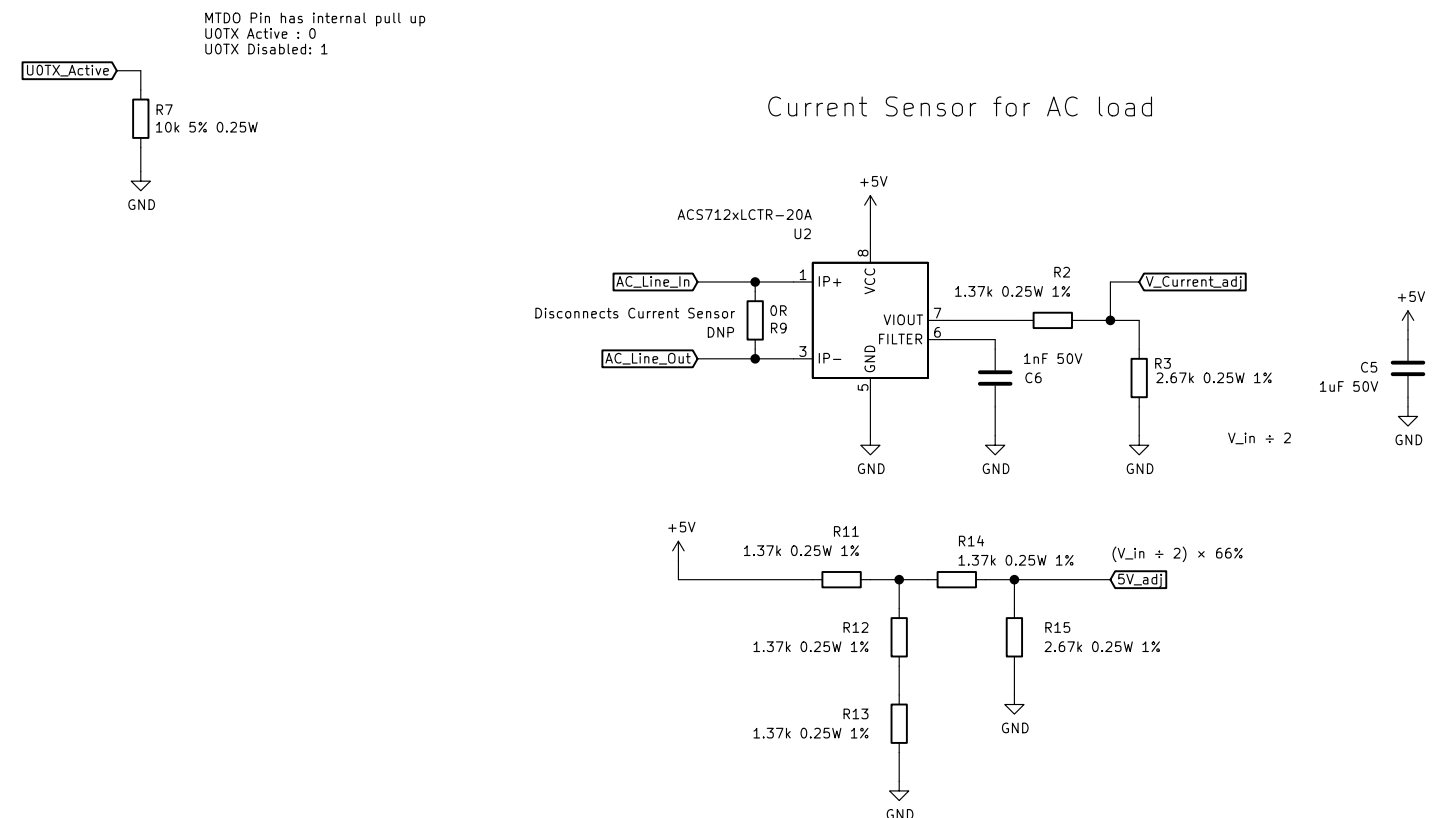 MTDO Pin has internal pull up
U0TX Active : 0
U0TX Disabled: 1
U0TX_Active
R7
10k 5% 0.25W
GND
Current Sensor for AC load
+5V
ACS712xLCTR-20A
U2
8
VCC
AC_Line_In
1
IP+
Disconnects Current Sensor
DNP
0R
R9
AC_Line_Out
3
IP-
GND
5
VIOUT
7
FILTER
6
R2
1.37k 0.25W 1%
V_Current_adj
1nF 50V
C6
R3
2.67k 0.25W 1%
V_in ÷ 2
GND
GND
GND
+5V
C5
1uF 50V
GND
+5V
R11
1.37k 0.25W 1%
R14
1.37k 0.25W 1%
(V_in ÷ 2) × 66%
5V_adj
R12
1.37k 0.25W 1%
R15
2.67k 0.25W 1%
R13
1.37k 0.25W 1%
GND
GND